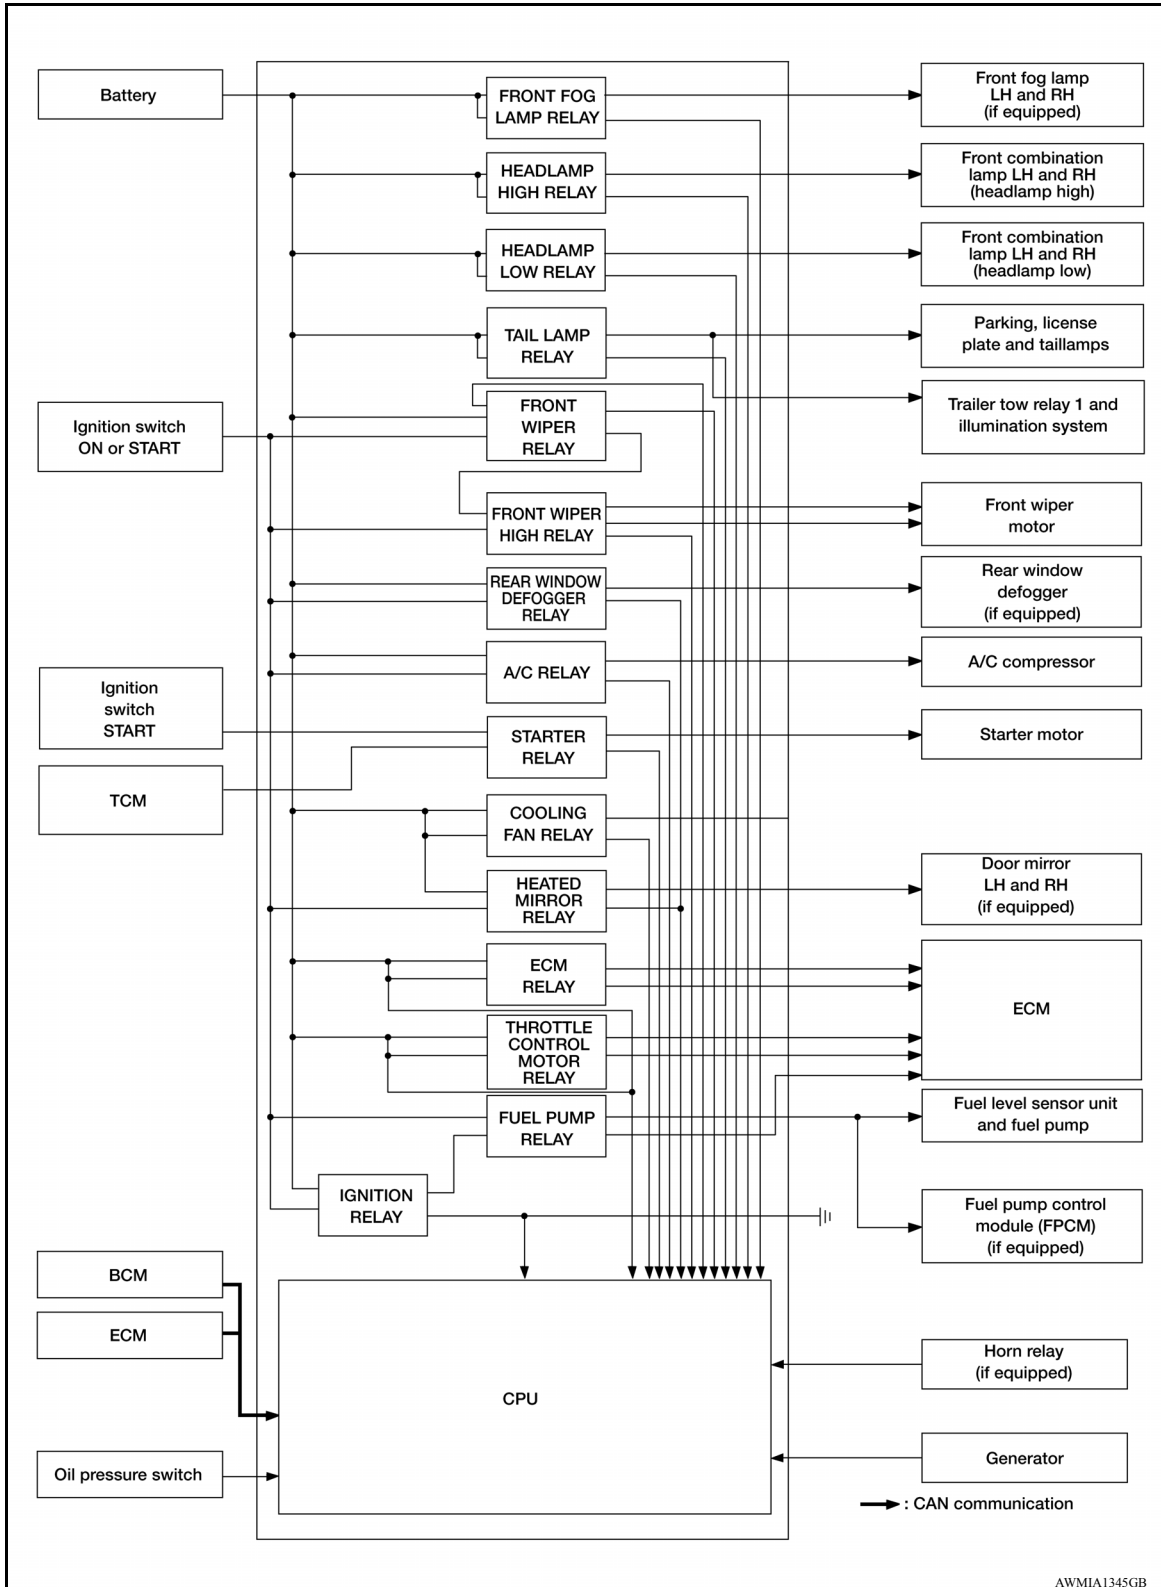 Battery
Ignition switch
ON or START
Ignition
switch
START
TCM
BCM
ECM
Oil pressure switch
FRONT FOG
LAMP RELAY
HEADLAMP
HIGH RELAY
HEADLAMP
LOW RELAY
TAIL LAMP
RELAY
FRONT
WIPER
RELAY
FRONT WIPER
HIGH RELAY
REAR WINDOW
DEFOGGER
RELAY
A/C RELAY
STARTER
RELAY
COOLING
FAN RELAY
HEATED
MIRROR
RELAY
ECM
RELAY
THROTTLE
CONTROL
MOTOR
RELAY
FUEL PUMP
RELAY
IGNITION
RELAY
CPU
Front fog lamp
LH and RH
(if equipped)
Front combination
lamp LH and RH
(headlamp high)
Front combination
lamp LH and RH
(headlamp low)
Parking, license
plate and taillamps
Trailer tow relay 1 and
illumination system
Front wiper
motor
Rear window
defogger
(if equipped)
A/C compressor
Starter motor
Door mirror
LH and RH
(if equipped)
ECM
Fuel level sensor unit
and fuel pump
Fuel pump control
module (FPCM)
(if equipped)
Horn relay
(if equipped)
Generator
: CAN communication
AWMIA1345GB